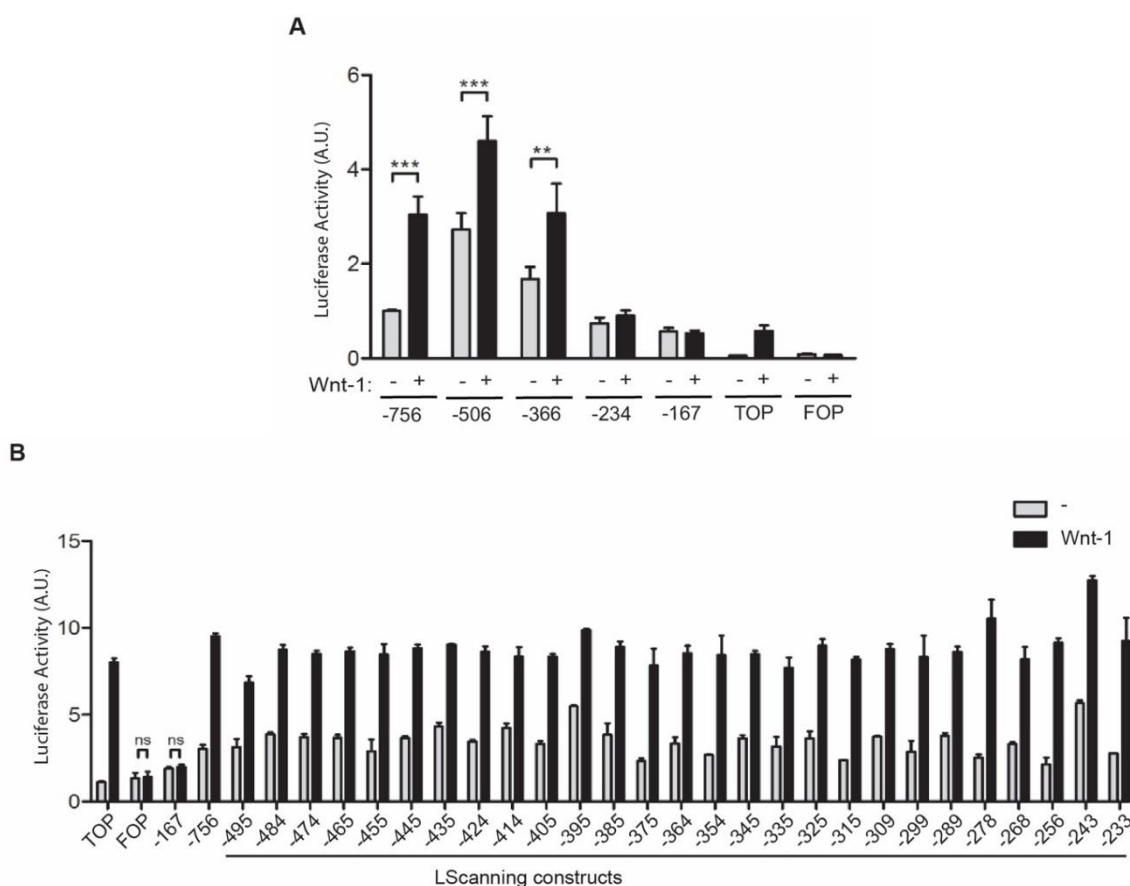 A
6
4
2
0
Luciferase Activity (A.U.)
***
***
**
Wnt-1: - + - + - + - + - + - + - +
-756 -506 -366 -234 -167 TOP FOP
B
-
Wnt-1
15
10
5
0
Luciferase Activity (A.U.)
ns ns
TOP FOP -167 -756 -495 -484 -474 -465 -455 -445 -435 -424 -414 -405 -395 -385 -375 -364 -354 -345 -335 -325 -315 -309 -299 -289 -278 -268 -256 -243 -233
LScanning constructs